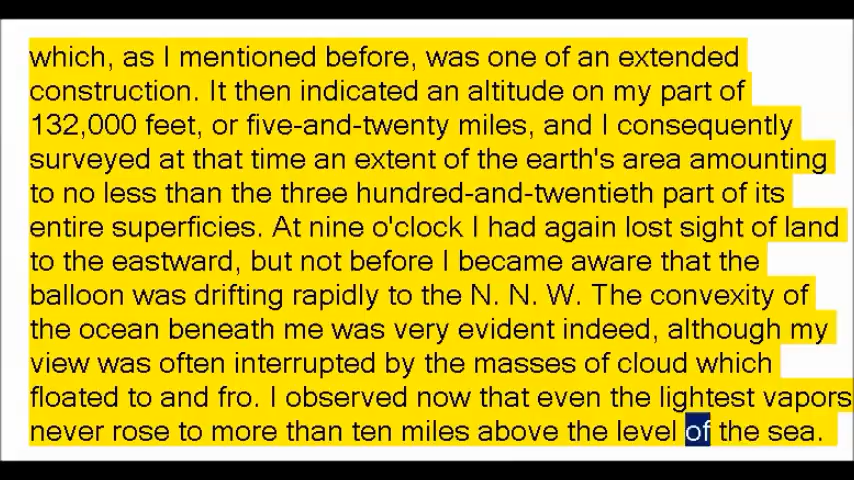 which, as I mentioned before, was one of an extended
construction. It then indicated an altitude on my part of
132,000 feet, or five-and-twenty miles, and I consequently
surveyed at that time an extent of the earth's area amounting
to no less than the three hundred-and-twentieth part of its
entire superficies. At nine o'clock I had again lost sight of land
to the eastward, but not before I became aware that the
balloon was drifting rapidly to the N. N. W. The convexity of
the ocean beneath me was very evident indeed, although my
view was often interrupted by the masses of cloud which
floated to and fro. I observed now that even the lightest vapors
never rose to more than ten miles above the level of the sea.